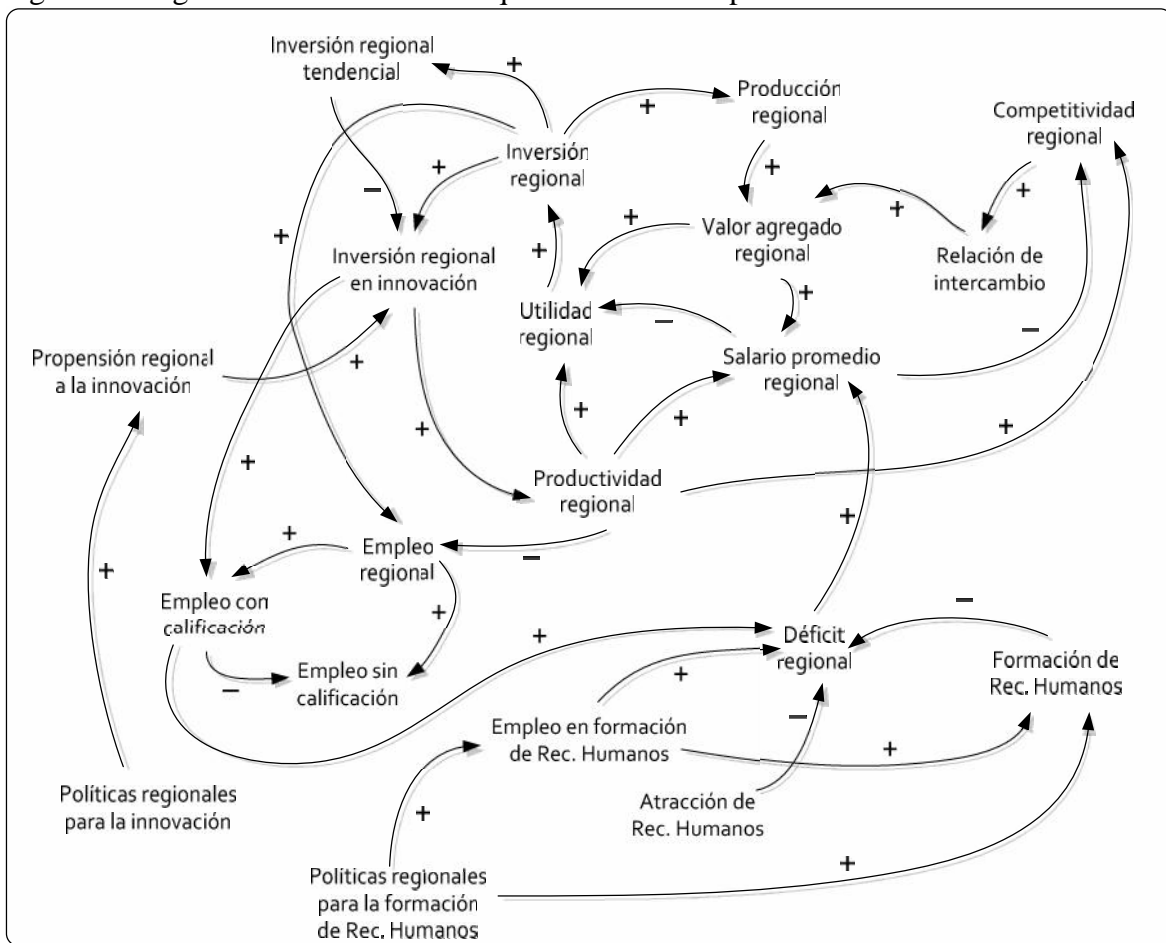 Inversión regional
tendencial
+
+
Producción
regional
Competitividad
regional
Inversión
regional
+
+
+
−
+
+
Valor agregado
regional
+
Relación de
intercambio
+
Inversión regional
en innovación
+
Utilidad
regional
−
+
−
Salario promedio
regional
Propensión regional
a la innovación
+
+
+
+
+
+
Productividad
regional
+
+
−
Empleo
regional
+
+
Empleo con
calificación
+
−
Empleo sin
calificación
+
Déficit
regional
−
Formación de
Rec. Humanos
+
−
Empleo en formación
de Rec. Humanos
+
Políticas regionales
para la innovación
+
Atracción de
Rec. Humanos
+
Políticas regionales
para la formación
de Rec. Humanos